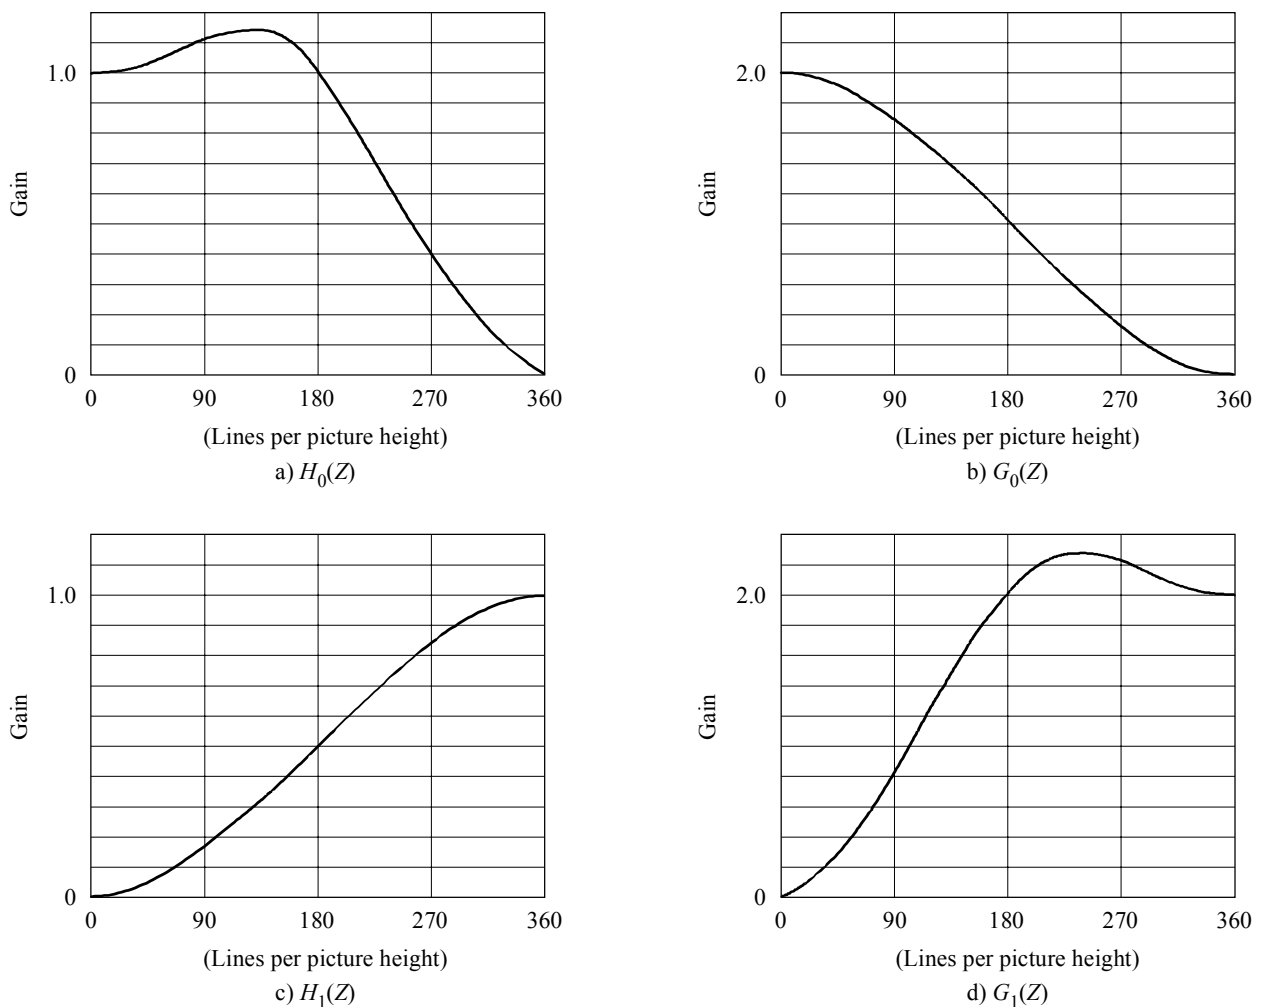 1.0
0
Gain
0 90 180 270 360
(Lines per picture height)
a) H0(Z)
2.0
0
Gain
0 90 180 270 360
(Lines per picture height)
b) G0(Z)
1.0
0
Gain
0 90 180 270 360
(Lines per picture height)
c) H1(Z)
2.0
0
Gain
0 90 180 270 360
(Lines per picture height)
d) G1(Z)